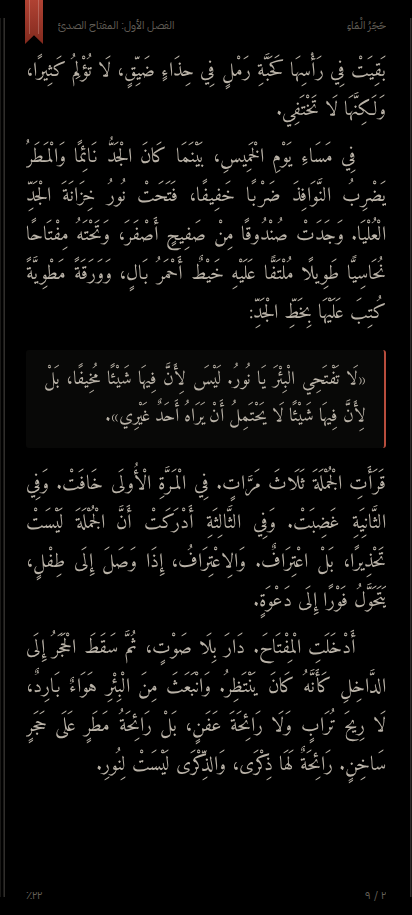 حَجَرُ الْمَاءِ
الفصل الأول: المفتاح الصدئ
بَقِيَتْ فِي رَأْسِهَا كَحَبَّةِ رَمْلٍ فِي حِذَاءٍ ضَيِّقٍ، لَا تُؤْلِمُ كَثِيرًا،
وَلَكِنَّهَا لَا تَخْتَفِي.
فِي مَسَاءِ يَوْمِ الْخَمِيسِ، بَيْنَمَا كَانَ الْجَدُّ نَائِمًا وَالْمَطَرُ
يَضْرِبُ النَّوَافِذَ ضَرْبًا خَفِيفًا، فَتَحَتْ نُورُ خِزَانَةَ الْجَدِّ
الْعُلْيَا. وَجَدَتْ صُنْدُوقًا مِنْ صَفِيحٍ أَصْفَرَ، وَتَحْتَهُ مِفْتَاحًا
نُحَاسِيًّا طَوِيلًا مُلْتَفًّا عَلَيْهِ خَيْطٌ أَحْمَرُ بَالٍ، وَوَرَقَةً مَطْوِيَّةً
كُتِبَ عَلَيْهَا بِخَطِّ الْجَدِّ:
«لَا تَفْتَحِي الْبِئْرَ يَا نُورُ. لَيْسَ لِأَنَّ فِيهَا شَيْئًا مُخِيفًا، بَلْ
لِأَنَّ فِيهَا شَيْئًا لَا يَحْتَمِلُ أَنْ يَرَاهُ أَحَدٌ غَيْرِي».
قَرَأَتِ الْجُمْلَةَ ثَلَاثَ مَرَّاتٍ. فِي الْمَرَّةِ الْأُولَى خَافَتْ. وَفِي
الثَّانِيَةِ غَضِبَتْ. وَفِي الثَّالِثَةِ أَدْرَكَتْ أَنَّ الْجُمْلَةَ لَيْسَتْ
تَحْذِيرًا، بَلْ اعْتِرَافٌ. وَالِاعْتِرَافُ، إِذَا وَصَلَ إِلَى طِفْلٍ،
يَتَحَوَّلُ فَوْرًا إِلَى دَعْوَةٍ.
أَدْخَلَتِ الْمِفْتَاحَ. دَارَ بِلَا صَوْتٍ، ثُمَّ سَقَطَ الْحَجَرُ إِلَى
الدَّاخِلِ كَأَنَّهُ كَانَ يَنْتَظِرُ. وَانْبَعَثَ مِنَ الْبِئْرِ هَوَاءٌ بَارِدٌ،
لَا رِيحَ تُرَابٍ وَلَا رَائِحَةَ عَفَنٍ، بَلْ رَائِحَةُ مَطَرٍ عَلَى حَجَرٍ
سَاخِنٍ. رَائِحَةٌ لَهَا ذِكْرَى، وَالذِّكْرَى لَيْسَتْ لِنُورِ.
٢ / ٩
٪٢٢